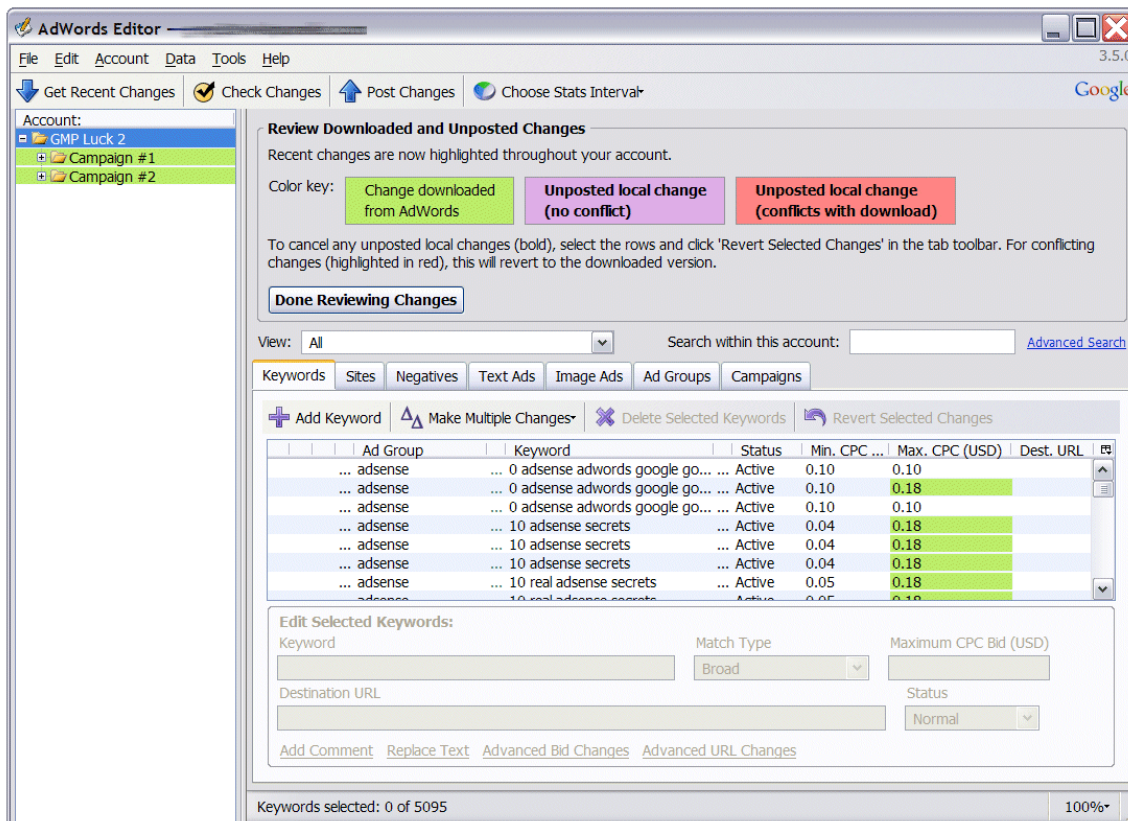 AdWords Editor -
File Edit Account Data Tools Help
3.5.0
Get Recent Changes Check Changes Post Changes Choose Stats Interval
Google
Account:
GMP Luck 2
Campaign #1
Campaign #2
Review Downloaded and Unposted Changes
Recent changes are now highlighted throughout your account.
Color key:
Change downloaded
from AdWords
Unposted local change
(no conflict)
Unposted local change
(conflicts with download)
To cancel any unposted local changes (bold), select the rows and click 'Revert Selected Changes' in the tab toolbar. For conflicting
changes (highlighted in red), this will revert to the downloaded version.
Done Reviewing Changes
View: All Search within this account: Advanced Search
Keywords Sites Negatives Text Ads Image Ads Ad Groups Campaigns
Add Keyword Make Multiple Changes Delete Selected Keywords Revert Selected Changes
Ad Group Keyword Status Min. CPC ... Max. CPC (USD) Dest. URL
... adsense ... 0 adsense adwords google go... ... Active 0.10 0.10
... adsense ... 0 adsense adwords google go... ... Active 0.10 0.18
... adsense ... 0 adsense adwords google go... ... Active 0.10 0.10
... adsense ... 10 adsense secrets ... Active 0.04 0.18
... adsense ... 10 adsense secrets ... Active 0.04 0.18
... adsense ... 10 adsense secrets ... Active 0.04 0.18
... adsense ... 10 real adsense secrets ... Active 0.05 0.18
... adsense ... 10 real adsense secrets ... Active 0.05 0.18
Edit Selected Keywords:
Keyword Match Type Maximum CPC Bid (USD)
Broad
Destination URL Status
Normal
Add Comment Replace Text Advanced Bid Changes Advanced URL Changes
Keywords selected: 0 of 5095 100%